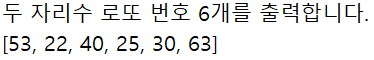 두 자리수 로또 번호 6개를 출력합니다.
[53, 22, 40, 25, 30, 63]